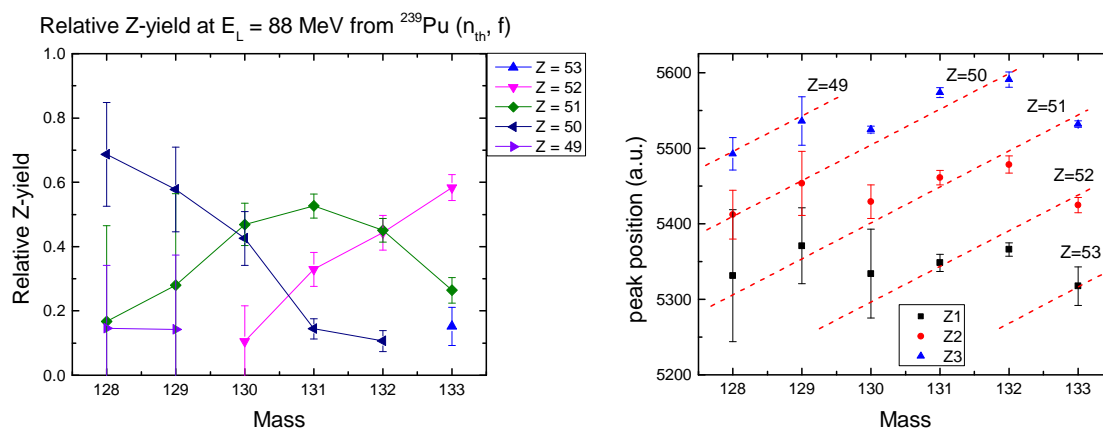 Relative Z-yield at E_L = 88 MeV from ²³⁹Pu (n_th, f)
1.0
0.8
0.6
0.4
0.2
0.0
Relative Z-yield
128 129 130 131 132 133
Mass
Z = 53
Z = 52
Z = 51
Z = 50
Z = 49
5600
5500
5400
5300
5200
peak position (a.u.)
Z=49
Z=50
Z=51
Z=52
Z=53
Z1
Z2
Z3
128 129 130 131 132 133
Mass